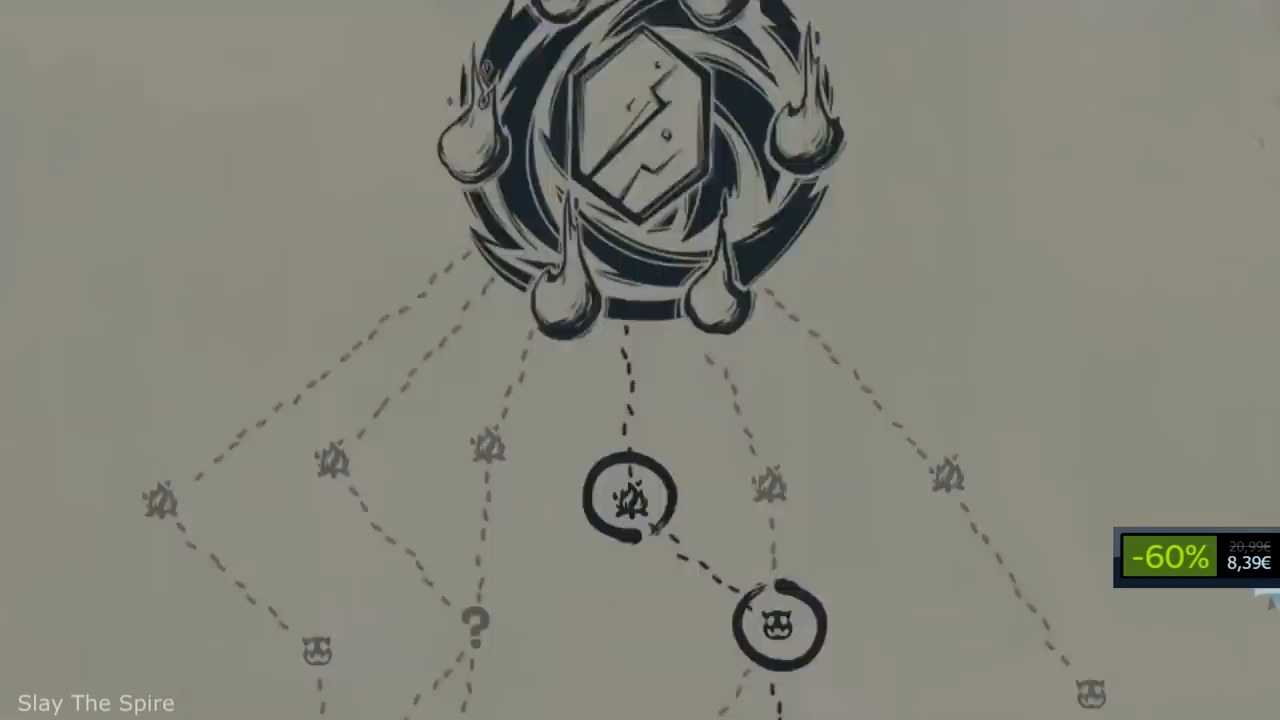 -60%
20,99€
8,39€
Slay The Spire